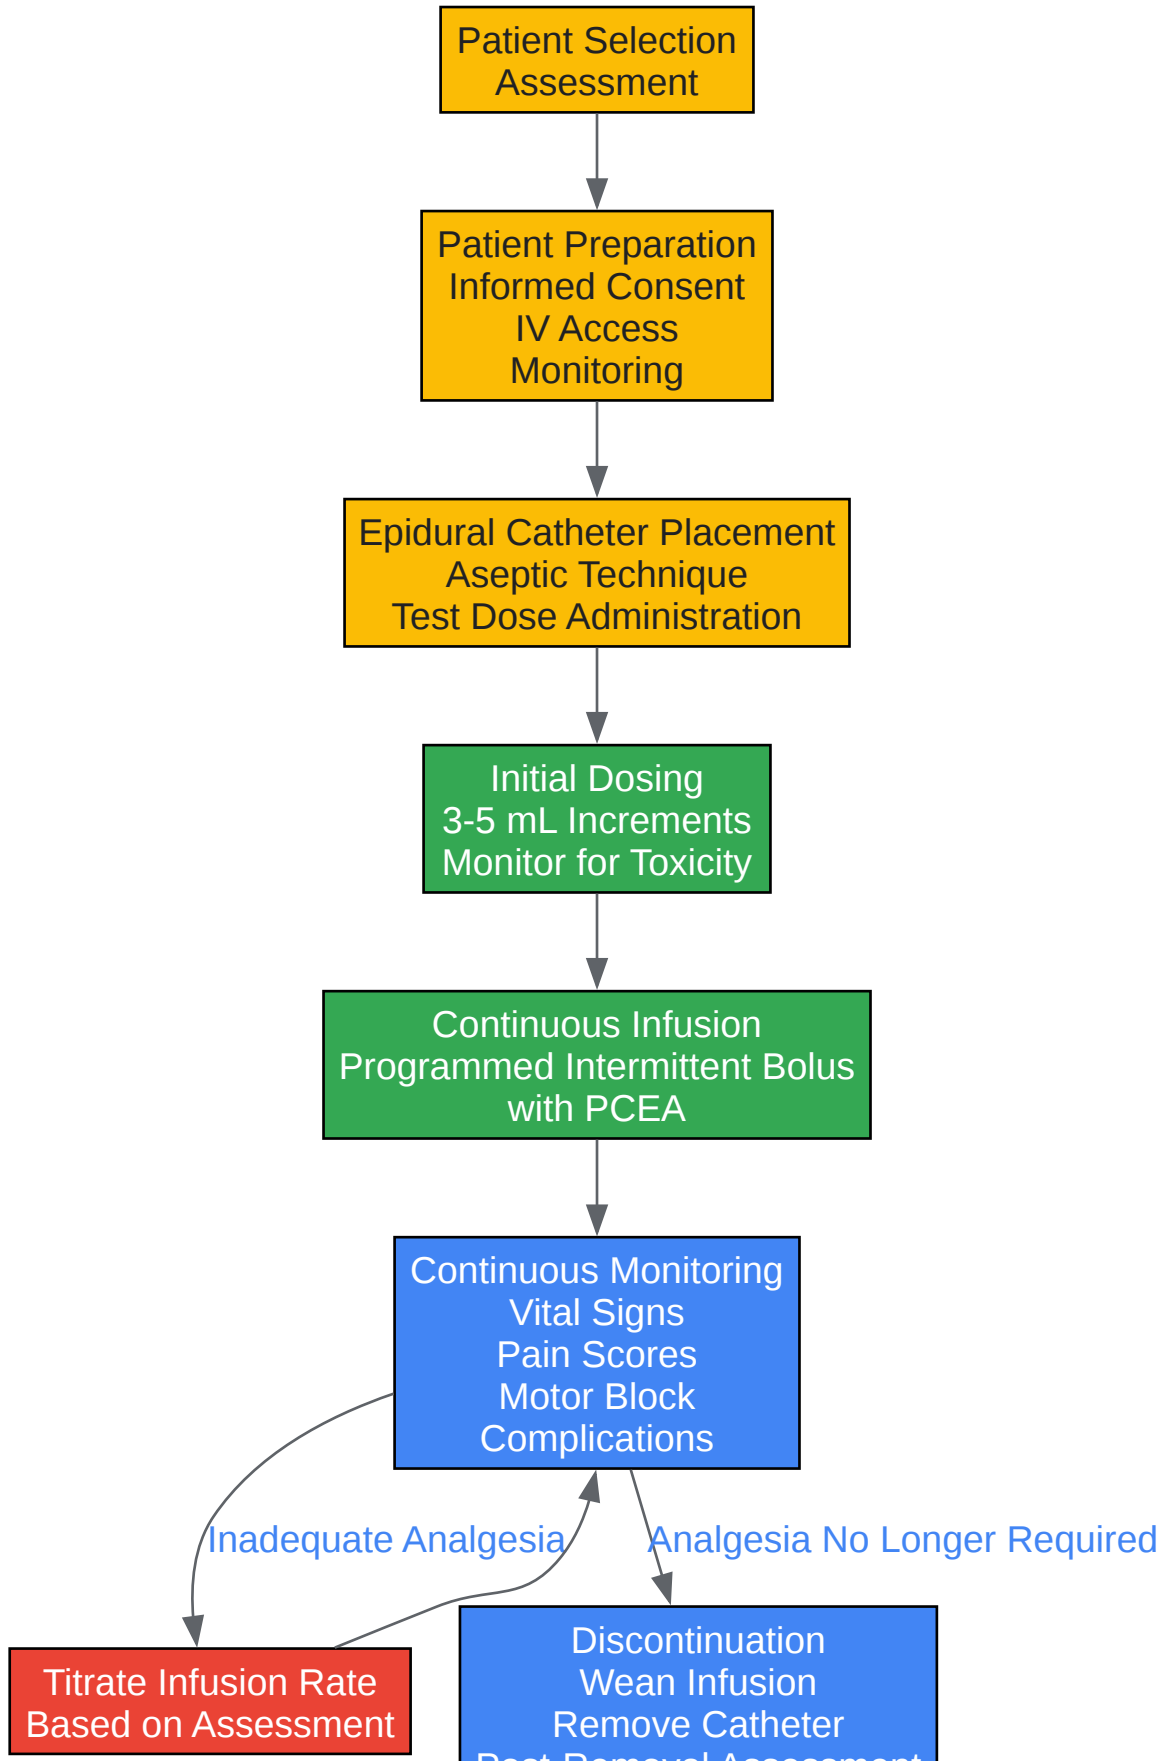 Patient Selection
Assessment
Patient Preparation
Informed Consent
IV Access
Monitoring
Epidural Catheter Placement
Aseptic Technique
Test Dose Administration
Initial Dosing
3-5 mL Increments
Monitor for Toxicity
Continuous Infusion
Programmed Intermittent Bolus
with PCEA
Continuous Monitoring
Vital Signs
Pain Scores
Motor Block
Complications
Inadequate Analgesia
Analgesia No Longer Required
Titrate Infusion Rate
Based on Assessment
Discontinuation
Wean Infusion
Remove Catheter
Post-Removal Assessment